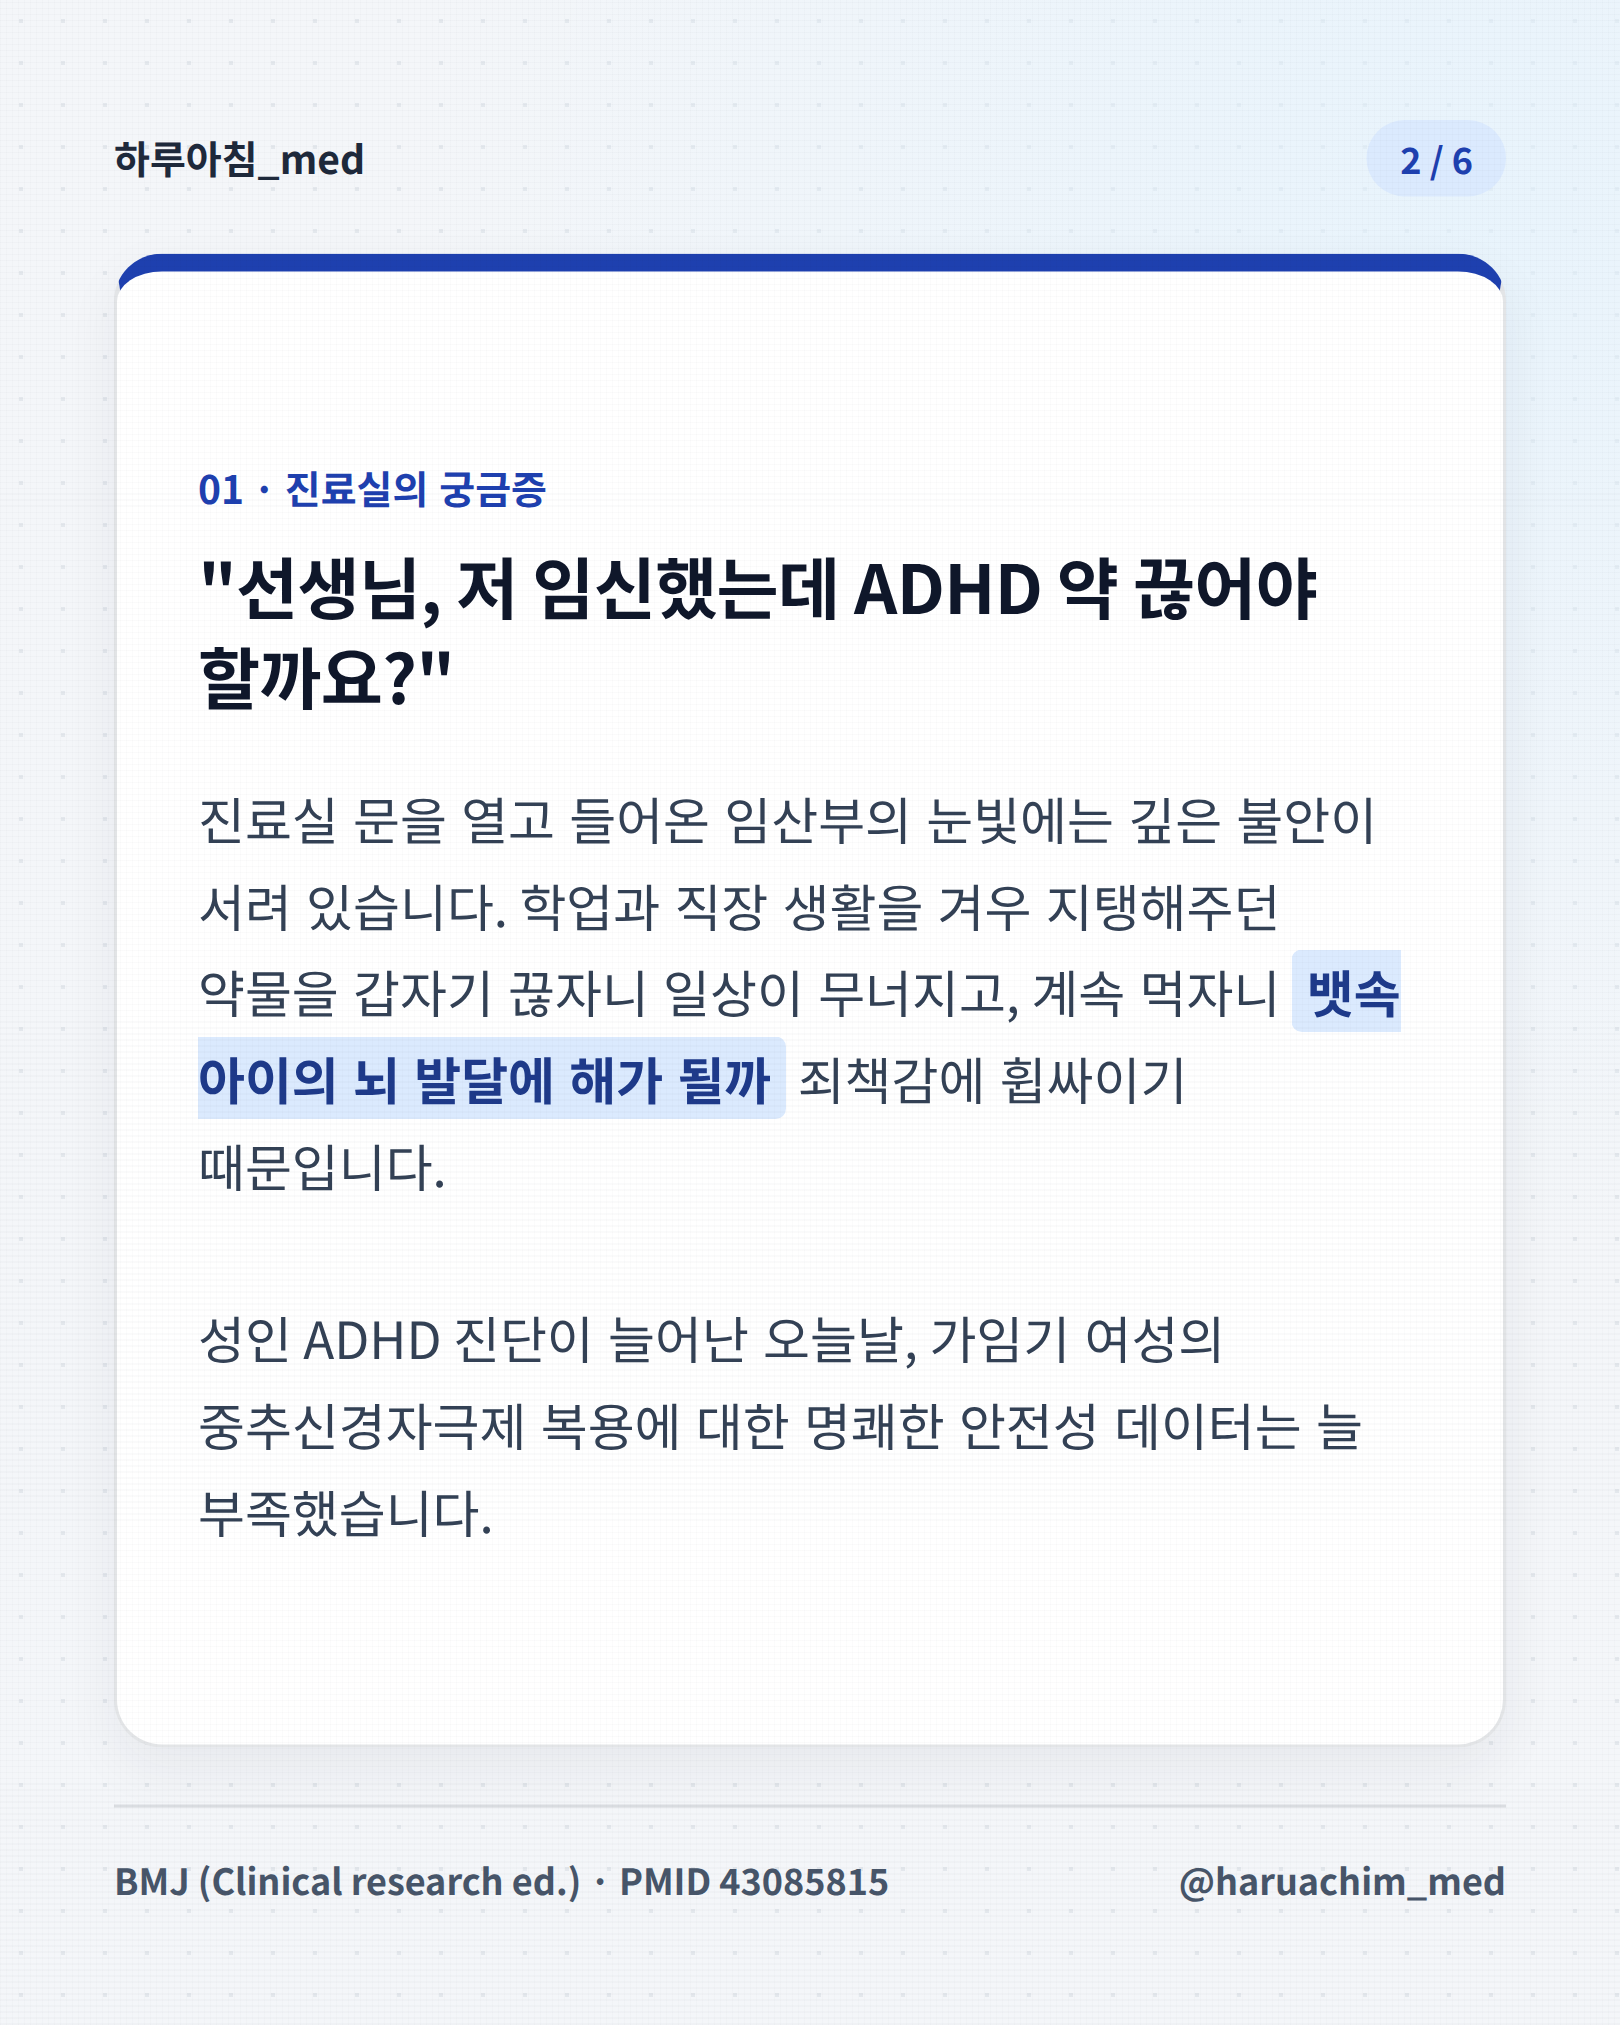 하루아침_med
2 / 6
01 · 진료실의 궁금증
"선생님, 저 임신했는데 ADHD 약 끊어야
할까요?"
진료실 문을 열고 들어온 임산부의 눈빛에는 깊은 불안이
서려 있습니다. 학업과 직장 생활을 겨우 지탱해주던
약물을 갑자기 끊자니 일상이 무너지고, 계속 먹자니 뱃속
아이의 뇌 발달에 해가 될까 죄책감에 휩싸이기
때문입니다.
성인 ADHD 진단이 늘어난 오늘날, 가임기 여성의
중추신경자극제 복용에 대한 명쾌한 안전성 데이터는 늘
부족했습니다.
BMJ (Clinical research ed.) · PMID 43085815
@haruachim_med